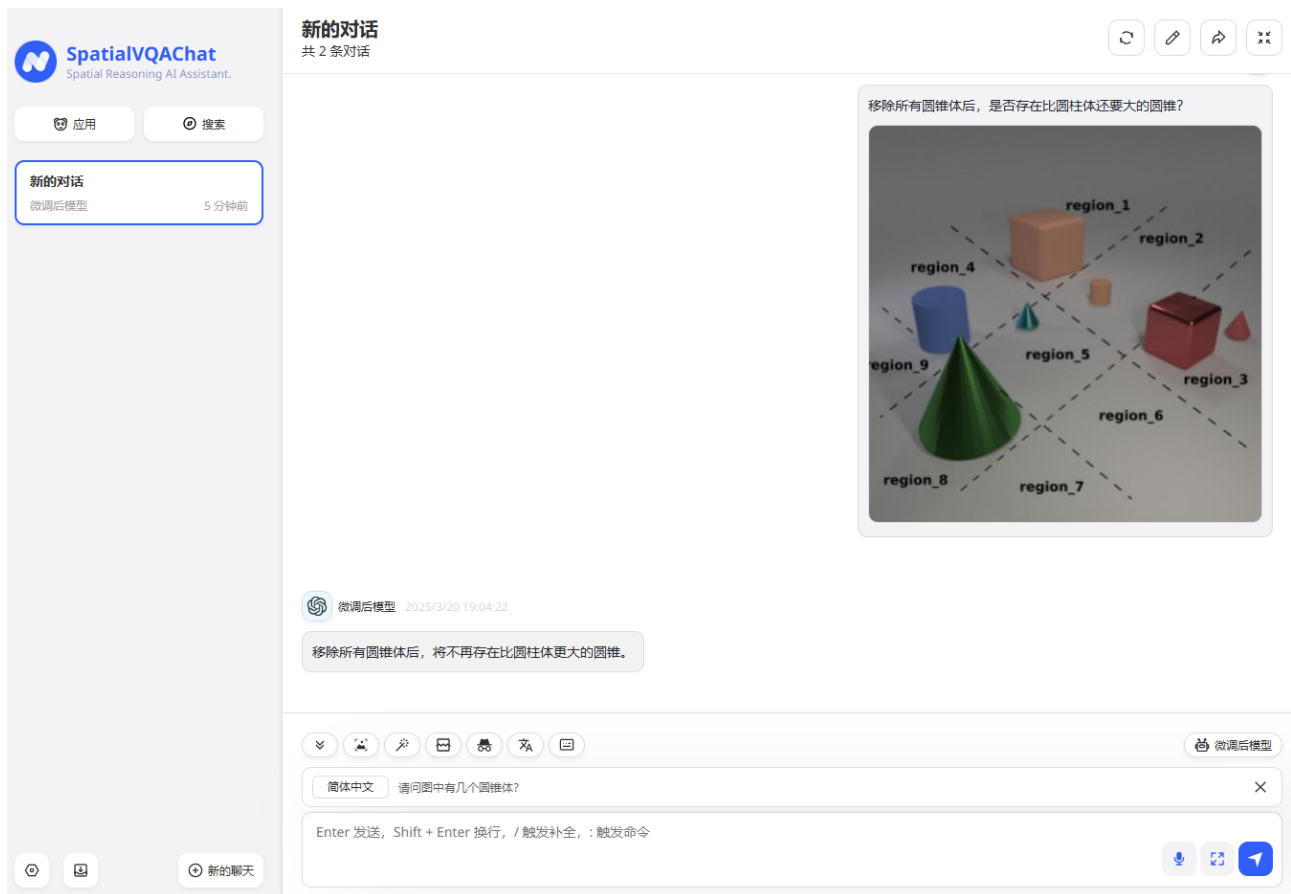 SpatialVQAChat
Spatial Reasoning AI Assistant.
应用
搜索
新的对话
微调后模型
5 分钟前
新的聊天
新的对话
共 2 条对话
移除所有圆锥体后，是否存在比圆柱体还要大的圆锥？
region_1
region_2
region_4
region_5
egion_9
region_3
region_6
region_8
region_7
微调后模型 2025/3/20 19:04:22
移除所有圆锥体后，将不再存在比圆柱体更大的圆锥。
微调后模型
简体中文 请问图中有几个圆锥体？
Enter 发送，Shift + Enter 换行，/ 触发补全，: 触发命令